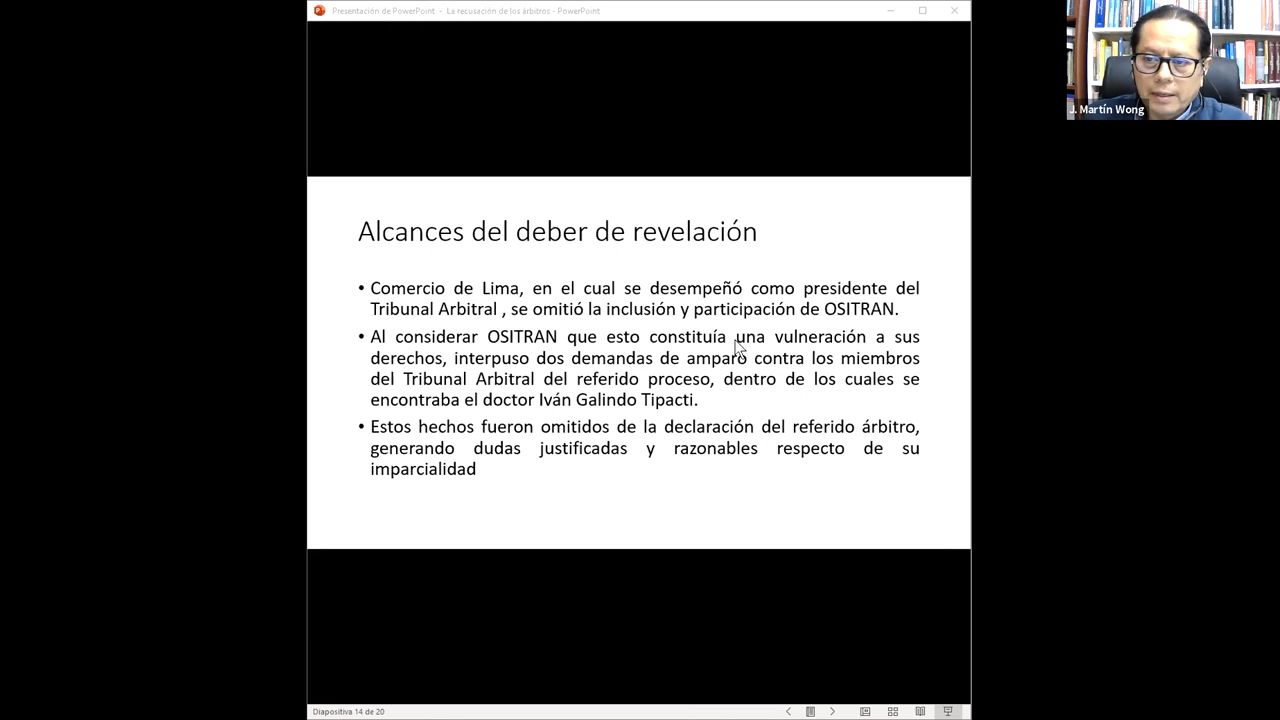 Presentación de PowerPoint - La recusación de los árbitros - PowerPoint
J. Martín Wong
Alcances del deber de revelación
• Comercio de Lima, en el cual se desempeñó como presidente del
Tribunal Arbitral , se omitió la inclusión y participación de OSITRAN.
• Al considerar OSITRAN que esto constituía una vulneración a sus
derechos, interpuso dos demandas de amparo contra los miembros
del Tribunal Arbitral del referido proceso, dentro de los cuales se
encontraba el doctor Iván Galindo Tipacti.
• Estos hechos fueron omitidos de la declaración del referido árbitro,
generando dudas justificadas y razonables respecto de su
imparcialidad
Diapositiva 14 de 20